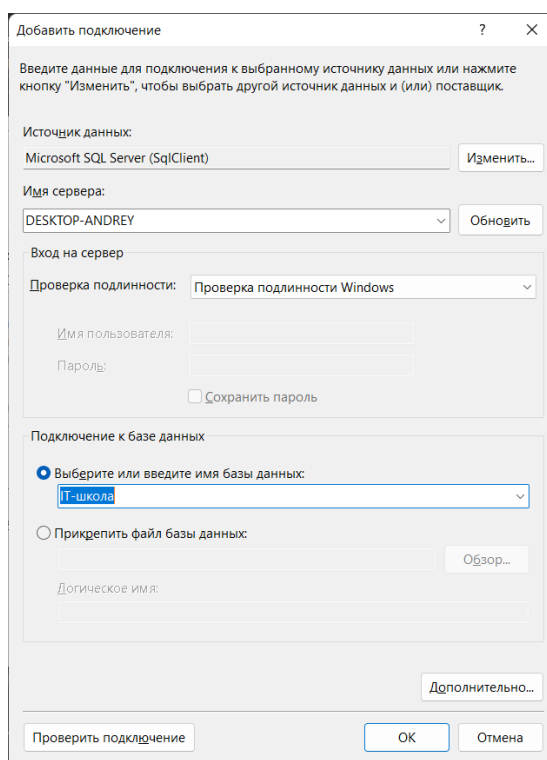 Добавить подключение
?
Введите данные для подключения к выбранному источнику данных или нажмите
кнопку "Изменить", чтобы выбрать другой источник данных и (или) поставщик.
Источник данных:
Microsoft SQL Server (SqlClient)
Изменить...
Имя сервера:
DESKTOP-ANDREY
Обновить
Вход на сервер
Проверка подлинности:
Проверка подлинности Windows
Имя пользователя:
Пароль:
Сохранить пароль
Подключение к базе данных
Выберите или введите имя базы данных:
IT-школа
Прикрепить файл базы данных:
Обзор...
Логическое имя:
Дополнительно...
Проверить подключение
ОК
Отмена